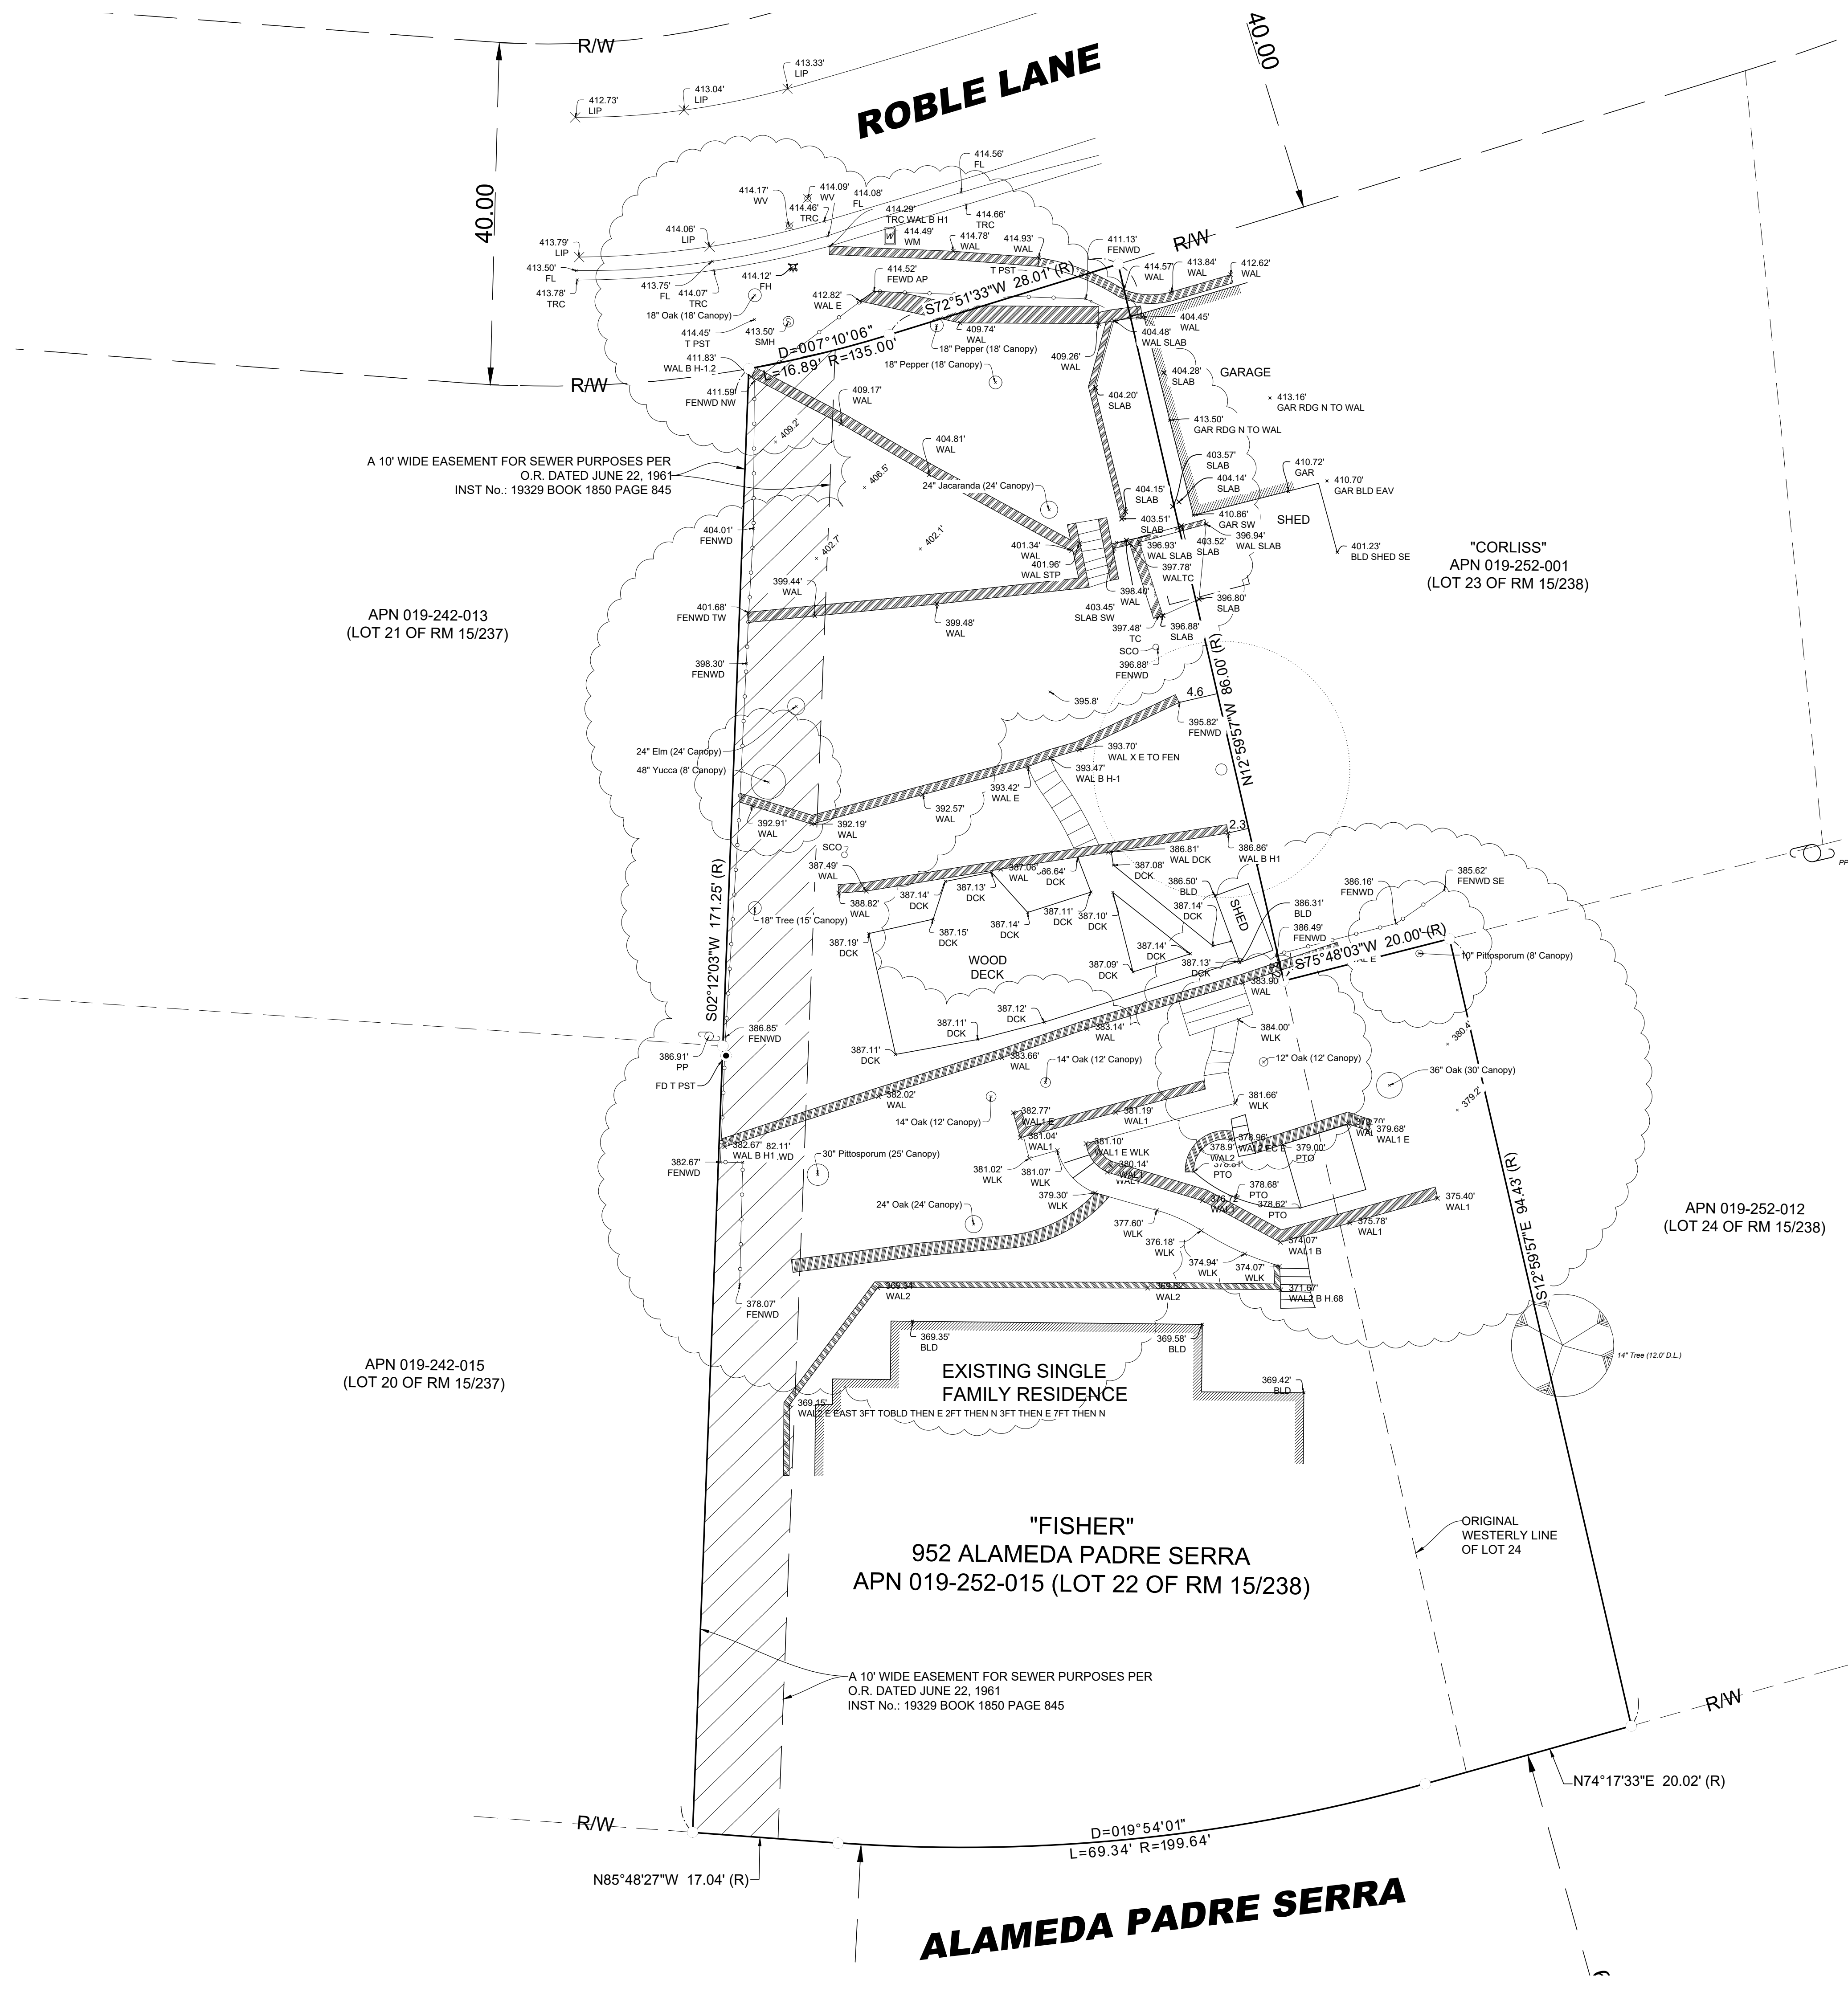 R/W
40.00
413.33'
LIP
413.04'
LIP
412.73'
LIP
ROBLE LANE
40.00
414.56'
FL
414.17'
WV
414.09'
WV
414.08'
FL
414.46'
TRC
414.29'
TRC WAL B H1
414.66'
TRC
R/W
414.06'
LIP
W
414.49'
WM
414.78'
WAL
414.93'
WAL
411.13'
FENWD
413.79'
LIP
413.50'
FL
413.78'
TRC
413.75'
FL
414.07'
TRC
414.12'
FH
414.52'
FEWD AP
T PST
414.57'
WAL
413.84'
WAL
412.62'
WAL
S72°51'33"W 28.01' (R)
412.82'
WAL E
18" Oak (18' Canopy)
414.45'
T PST
413.50'
SMH
409.74'
WAL
404.45'
WAL
404.48'
WAL SLAB
D=007°10'06"
L=16.89' R=135.00'
18" Pepper (18' Canopy)
18" Pepper (18' Canopy)
409.26'
WAL
411.83'
WAL B H-1.2
R/W
411.59'
FENWD NW
409.17'
WAL
404.28'
SLAB
GARAGE
404.20'
SLAB
413.16'
GAR RDG N TO WAL
413.50'
GAR RDG N TO WAL
409.2'
404.81'
WAL
A 10' WIDE EASEMENT FOR SEWER PURPOSES PER
O.R. DATED JUNE 22, 1961
INST No.: 19329 BOOK 1850 PAGE 845
406.5'
24" Jacaranda (24' Canopy)
403.57'
SLAB
404.14'
SLAB
404.15'
SLAB
410.72'
GAR
410.70'
GAR BLD EAV
403.51'
SLAB
410.86'
GAR SW
SHED
404.01'
FENWD
402.7'
402.1'
401.34'
WAL
401.96'
WAL STP
396.93'
WAL SLAB
403.52'
SLAB
396.94'
WAL SLAB
401.23'
BLD SHED SE
397.78'
WALTC
"CORLISS"
APN 019-252-001
(LOT 23 OF RM 15/238)
399.44'
WAL
398.40'
WAL
396.80'
SLAB
APN 019-242-013
(LOT 21 OF RM 15/237)
401.68'
FENWD TW
399.48'
WAL
403.45'
SLAB SW
397.48'
TC
396.88'
SLAB
SCO
396.88'
FENWD
398.30'
FENWD
N12°59'57"W 86.00' (R)
395.8'
4.6
395.82'
FENWD
24" Elm (24' Canopy)
48" Yucca (8' Canopy)
393.70'
WAL X E TO FEN
393.47'
WAL B H-1
393.42'
WAL E
392.57'
WAL
392.91'
WAL
392.19'
WAL
SCO
2.3
386.86'
WAL B H1
386.81'
WAL DCK
387.49'
WAL
387.06'
WAL
DCK
387.08'
DCK
386.50'
BLD
385.62'
FENWD SE
PP
387.14'
DCK
387.13'
DCK
388.82'
WAL
387.14'
DCK
387.11'
DCK
387.10'
DCK
387.14'
DCK
SHED
386.31'
BLD
386.16'
FENWD
386.49'
FENWD
S02°12'03"W 171.25' (R)
18" Tree (15' Canopy)
387.15'
DCK
387.19'
DCK
387.14'
DCK
387.09'
DCK
387.13'
DCK
WOOD
DECK
S75°48'03"W 20.00' (R)
10" Pittosporum (8' Canopy)
383.90'
WAL
387.12'
DCK
387.11'
DCK
387.11'
DCK
383.14'
WAL
384.00'
WLK
380.4'
386.85'
FENWD
386.91'
PP
FD T PST
383.66'
WAL
14" Oak (12' Canopy)
12" Oak (12' Canopy)
36" Oak (30' Canopy)
382.02'
WAL
14" Oak (12' Canopy)
382.77'
WAL1 E
381.19'
WAL1
381.66'
WLK
379.2'
381.04'
WAL1
381.10'
WAL1 E WLK
378.96'
WAL2 EC E
379.00'
PTO
379.68'
WAL1 E
382.67'
WAL B H1
382.67'
FENWD
30" Pittosporum (25' Canopy)
381.02'
WLK
381.07'
WLK
380.14'
WAL1
WAL2
PTO
378.68'
PTO
378.62'
PTO
379.30'
WLK
24" Oak (24' Canopy)
377.60'
WLK
WAL1
375.40'
WAL1
375.78'
WAL1
376.18'
WLK
374.94'
WLK
374.07'
WLK
374.07'
WAL1 B
S12°59'57"E 94.43' (R)
APN 019-252-012
(LOT 24 OF RM 15/238)
369.34'
WAL2
369.62'
WAL2
371.67'
WAL2 B H.68
378.07'
FENWD
369.35'
BLD
369.58'
BLD
14" Tree (12.0' D.L.)
EXISTING SINGLE
FAMILY RESIDENCE
369.42'
BLD
APN 019-242-015
(LOT 20 OF RM 15/237)
369.15'
WAL2 E EAST 3FT TOBLD THEN E 2FT THEN N 3FT THEN E 7FT THEN N
"FISHER"
952 ALAMEDA PADRE SERRA
APN 019-252-015 (LOT 22 OF RM 15/238)
ORIGINAL
WESTERLY LINE
OF LOT 24
A 10' WIDE EASEMENT FOR SEWER PURPOSES PER
O.R. DATED JUNE 22, 1961
INST No.: 19329 BOOK 1850 PAGE 845
R/W
N74°17'33"E 20.02' (R)
R/W
D=019°54'01"
L=69.34' R=199.64'
N85°48'27"W 17.04' (R)
ALAMEDA PADRE SERRA